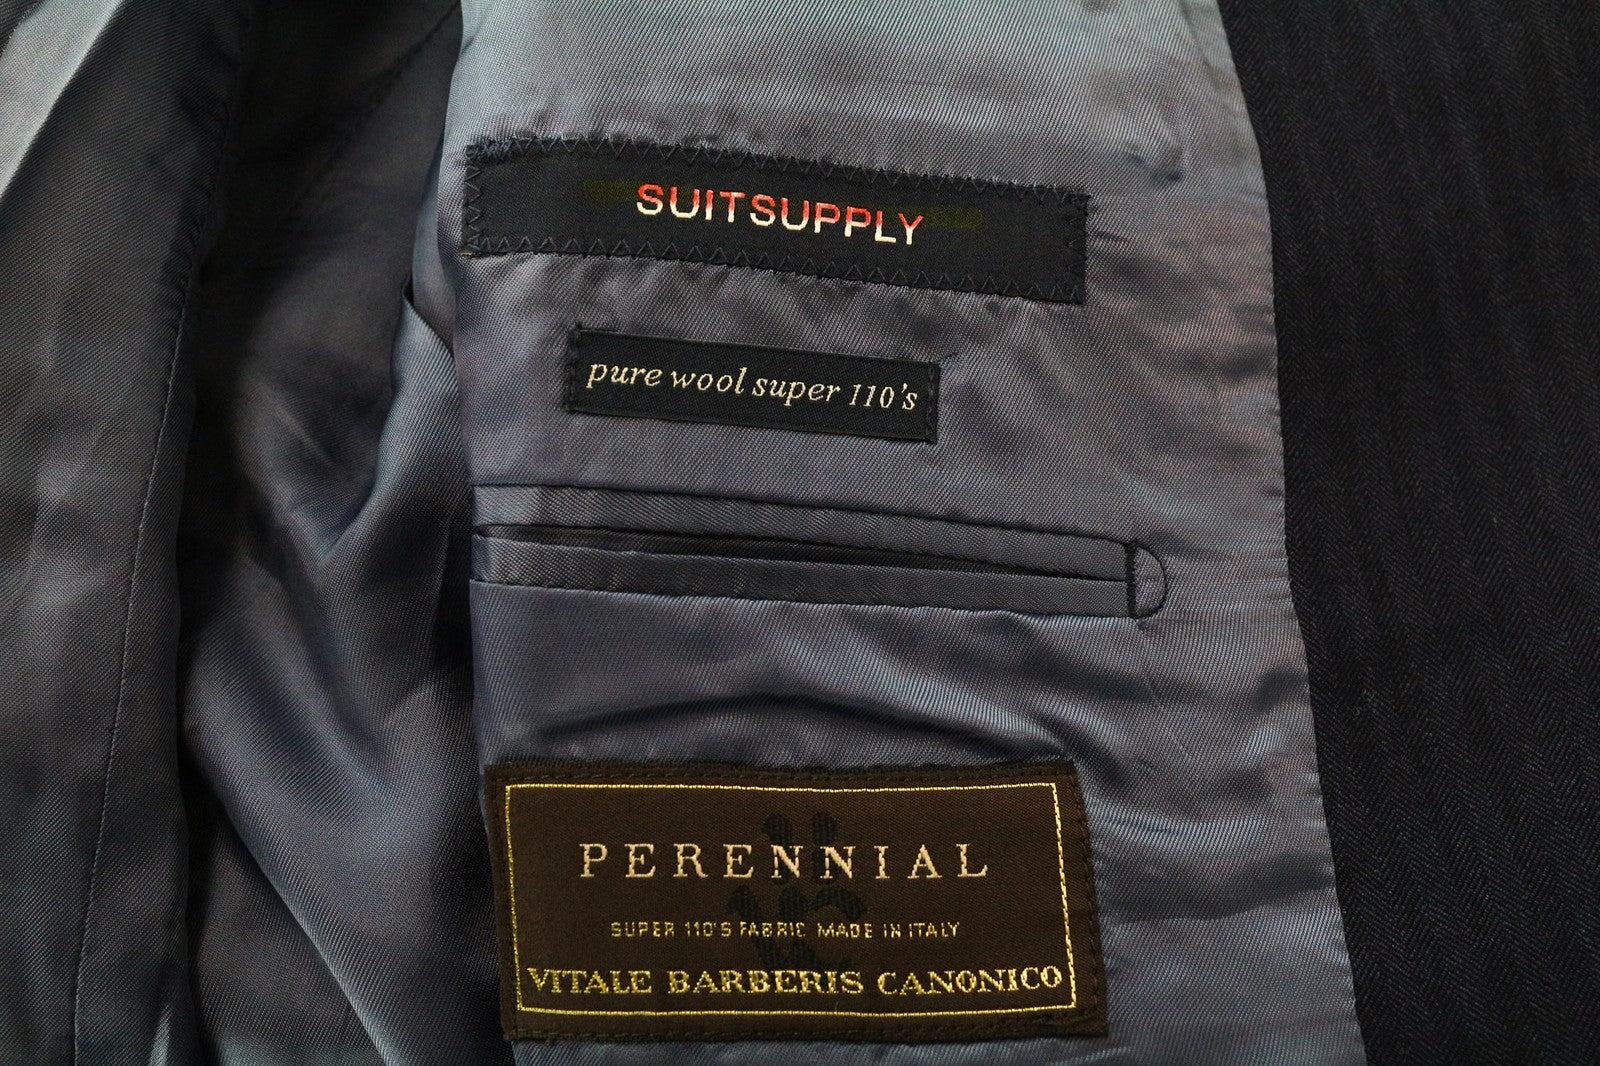 SUITSUPPLY
pure wool super 110's
PERENNIAL
SUPER 110'S FABRIC MADE IN ITALY
VITALE BARBERIS CANONICO